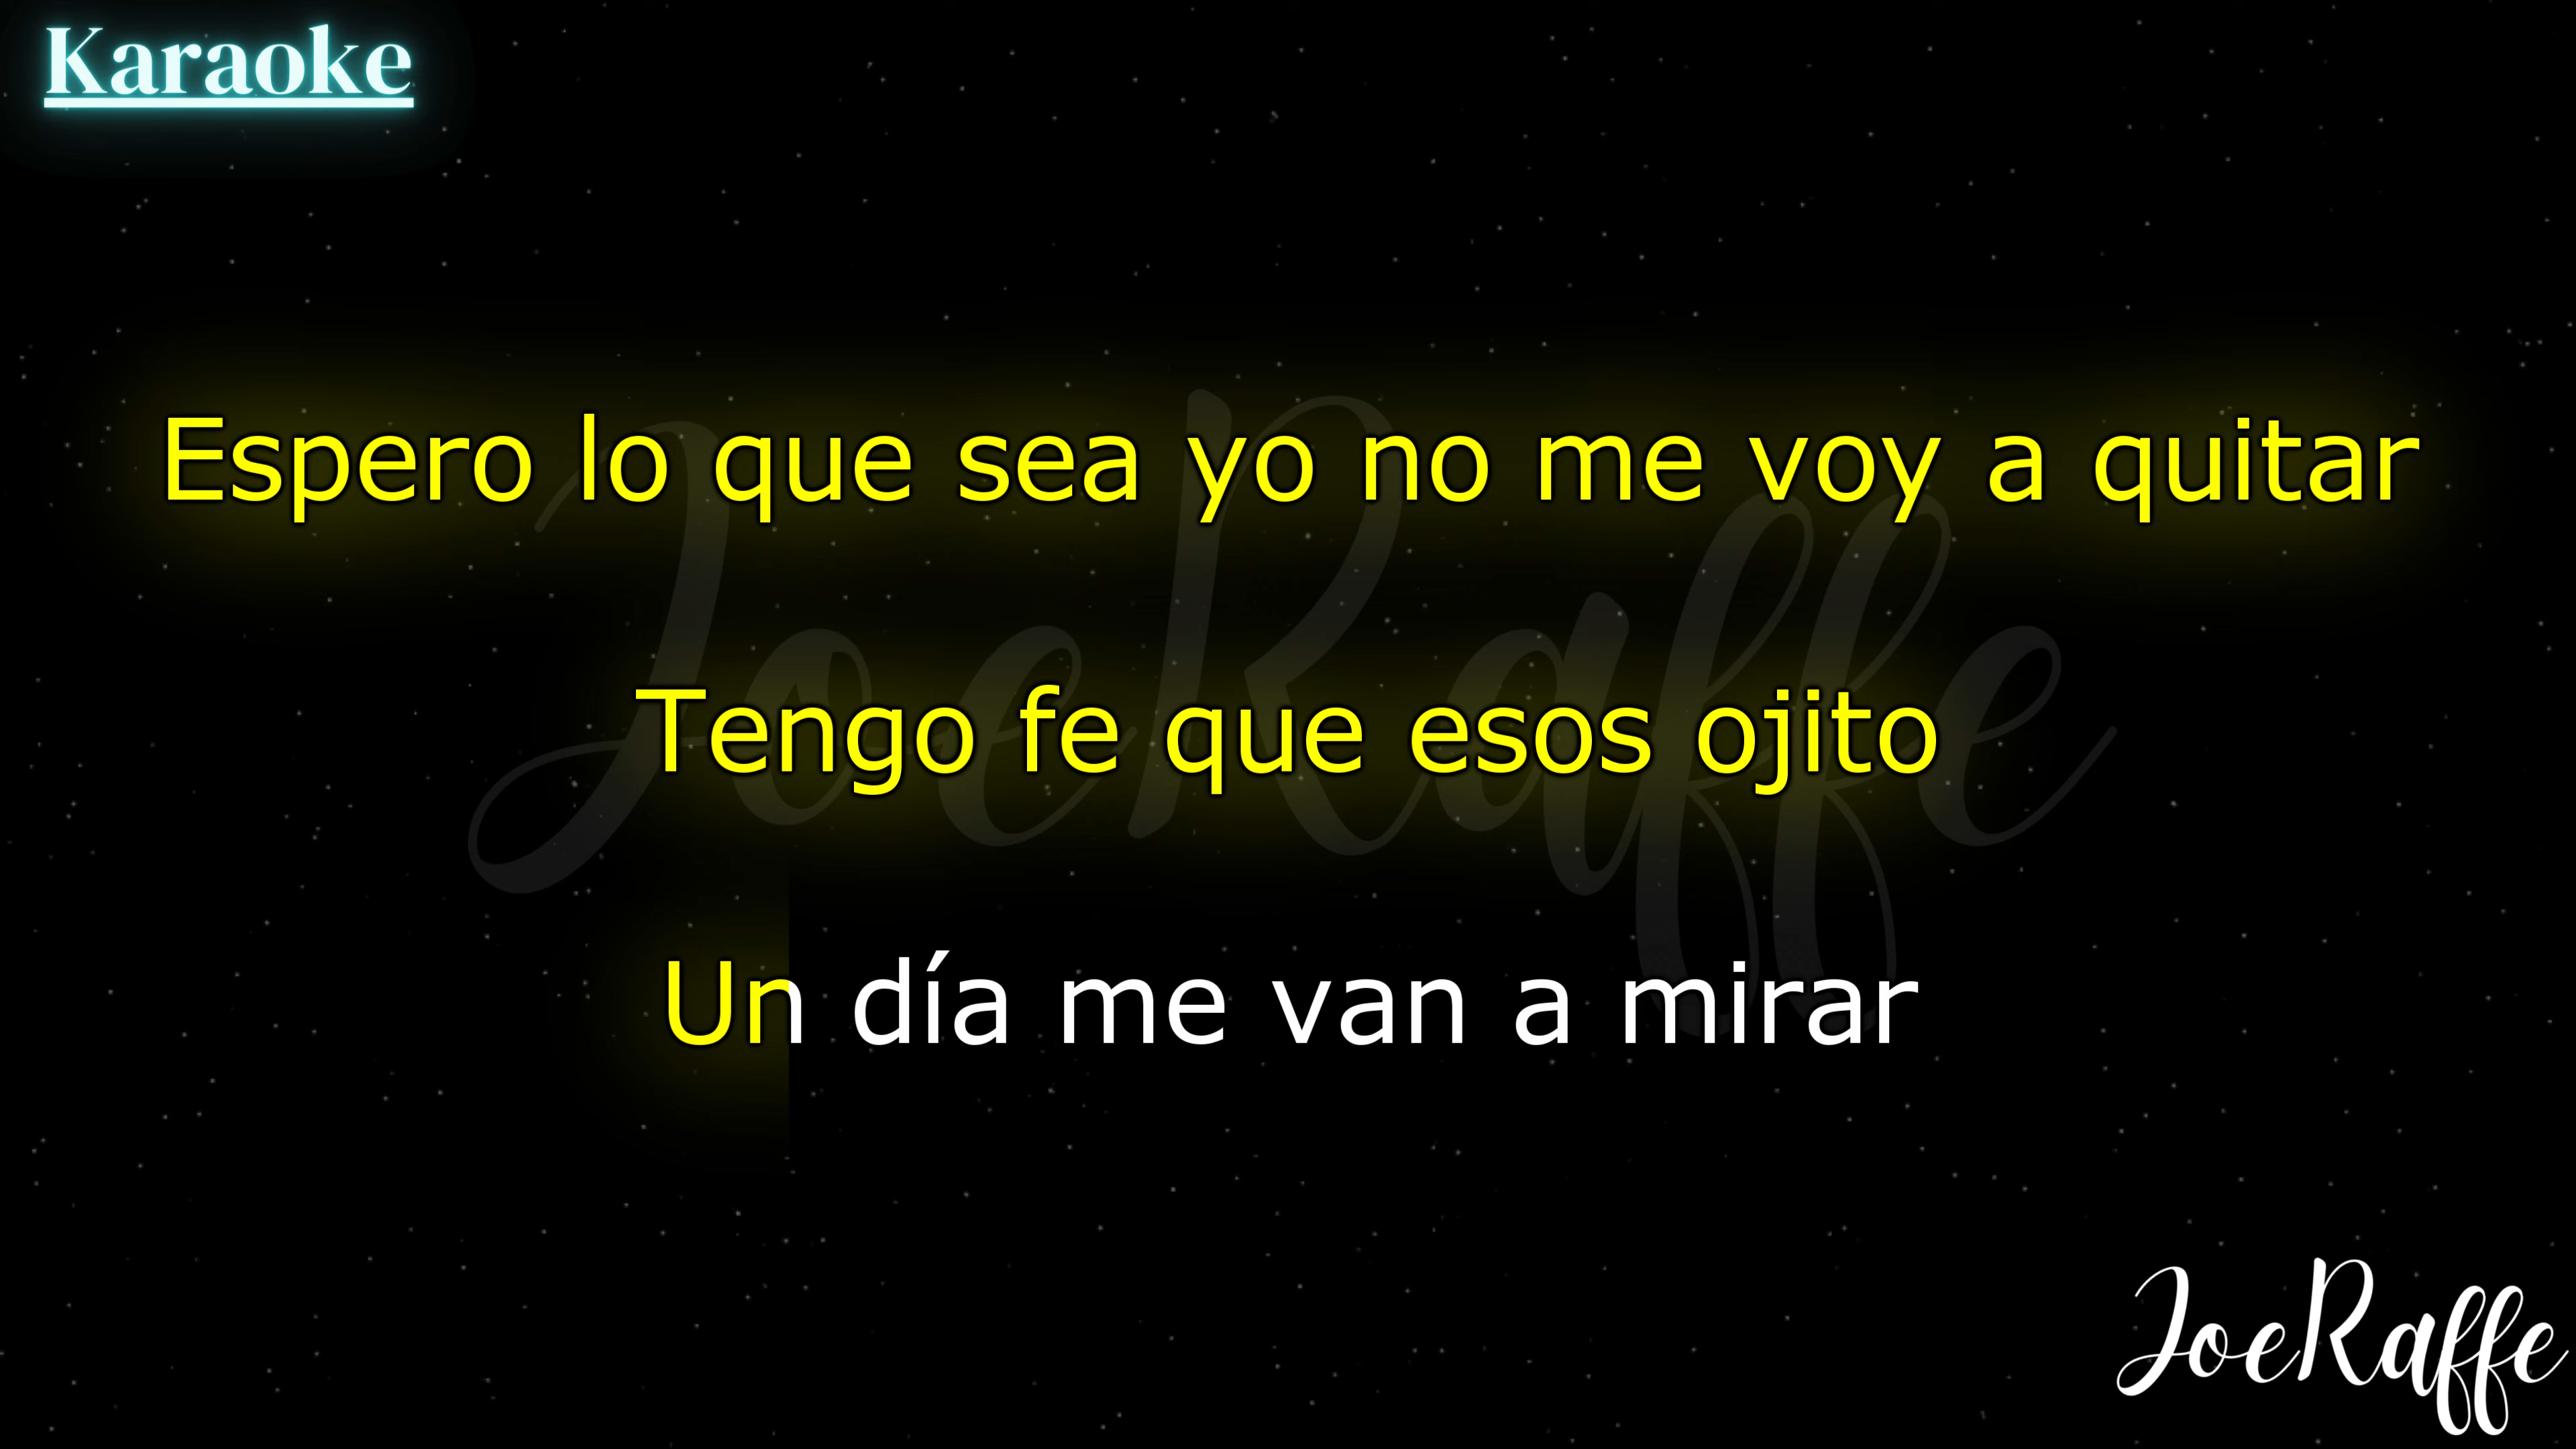 Karaoke
Espero lo que sea yo no me voy a quitar
Tengo fe que esos ojito
Un día me van a mirar
JoeRaffe
JoeRaffe